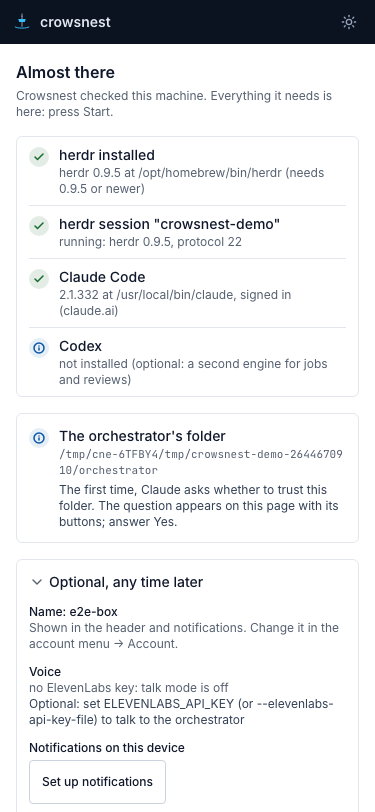 crowsnest
Almost there
Crowsnest checked this machine. Everything it needs is
here: press Start.
herdr installed
herdr 0.9.5 at /opt/homebrew/bin/herdr (needs
0.9.5 or newer)
herdr session "crowsnest-demo"
running: herdr 0.9.5, protocol 22
Claude Code
2.1.332 at /usr/local/bin/claude, signed in
(claude.ai)
Codex
not installed (optional: a second engine for jobs
and reviews)
The orchestrator's folder
/tmp/cne-6TFBY4/tmp/crowsnest-demo-26446709
10/orchestrator
The first time, Claude asks whether to trust this
folder. The question appears on this page with its
buttons; answer Yes.
Optional, any time later
Name: e2e-box
Shown in the header and notifications. Change it in the
account menu → Account.
Voice
no ElevenLabs key: talk mode is off
Optional: set ELEVENLABS_API_KEY (or --elevenlabs-
api-key-file) to talk to the orchestrator
Notifications on this device
Set up notifications